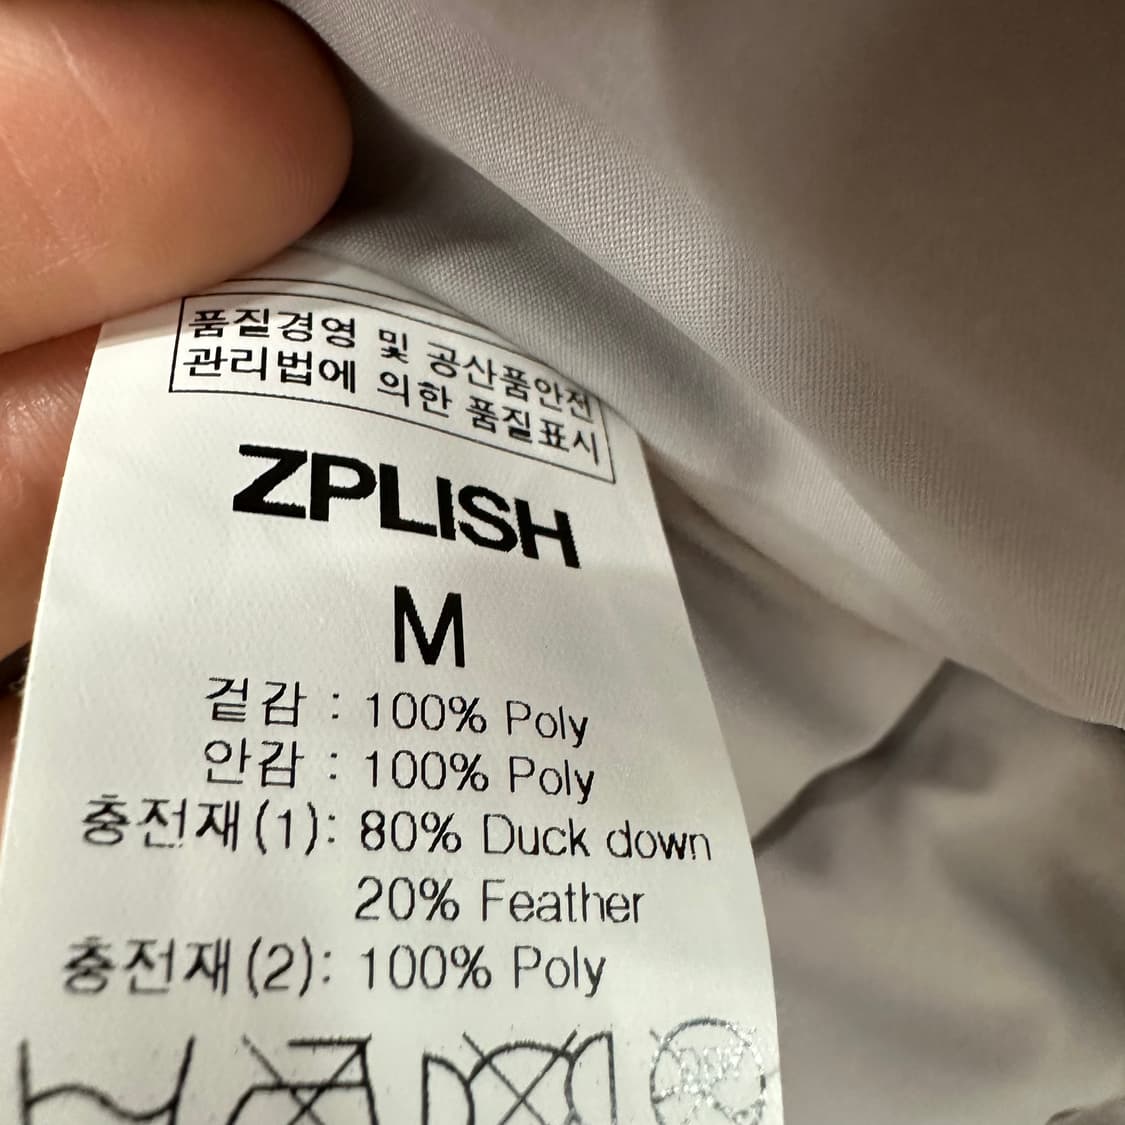 품질경영 및 공산품안전
관리법에 의한 품질표시
ZPLISH
M
겉감 : 100% Poly
안감 : 100% Poly
충전재(1): 80% Duck down
20% Feather
충전재(2): 100% Poly